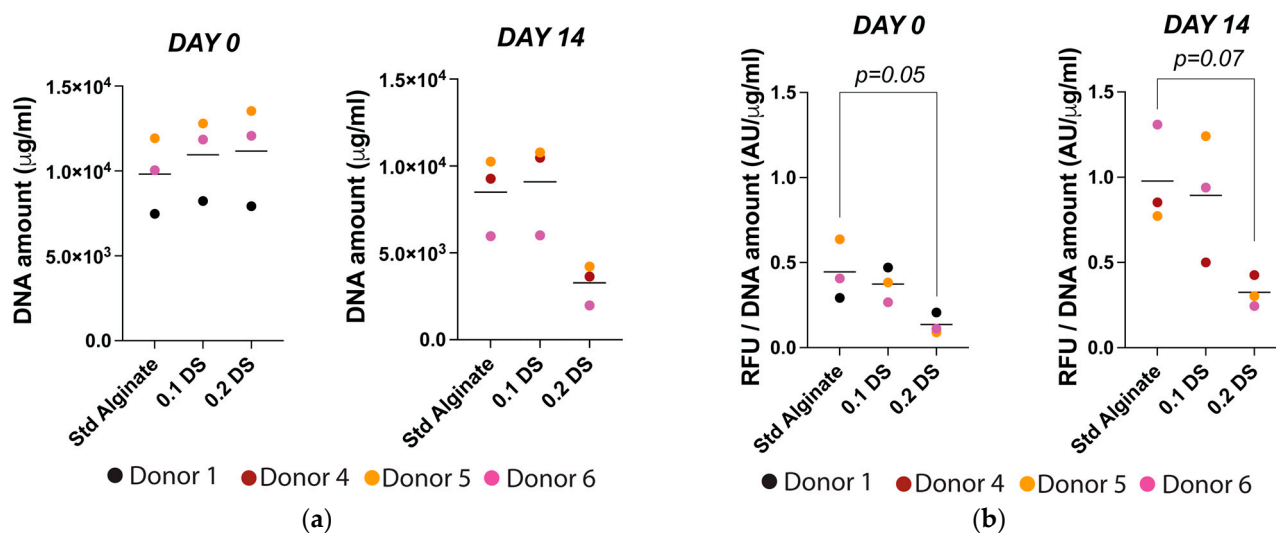 DAY 0
DNA amount (μg/ml)
1.5×10⁴
1.0×10⁴
5.0×10³
0.0
Std Alginate
0.1 DS
0.2 DS
DAY 14
DNA amount (μg/ml)
1.5×10⁴
1.0×10⁴
5.0×10³
0.0
Std Alginate
0.1 DS
0.2 DS
Donor 1 Donor 4 Donor 5 Donor 6
(a)
DAY 0
p=0.05
RFU / DNA amount (AU/μg/ml)
1.5
1.0
0.5
0.0
Std Alginate
0.1 DS
0.2 DS
DAY 14
p=0.07
RFU / DNA amount (AU/μg/ml)
1.5
1.0
0.5
0.0
Std Alginate
0.1 DS
0.2 DS
Donor 1 Donor 4 Donor 5 Donor 6
(b)